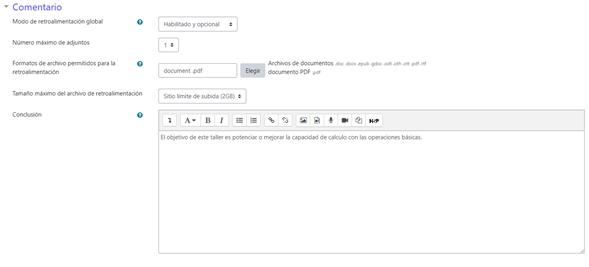 Comentario
Modo de retroalimentación global
Habilitado y opcional
Número máximo de adjuntos
1
Formatos de archivo permitidos para la retroalimentación
document .pdf
Elegir
Archivos de documentos .doc .docx .epub .gdoc .odt .oth .ott .pdf .rtf
documento PDF .pdf
Tamaño máximo del archivo de retroalimentación
Sitio límite de subida (2GB)
Conclusión
A B I
H-P
El objetivo de este taller es potenciar o mejorar la capacidad de calculo con las operaciones básicas.